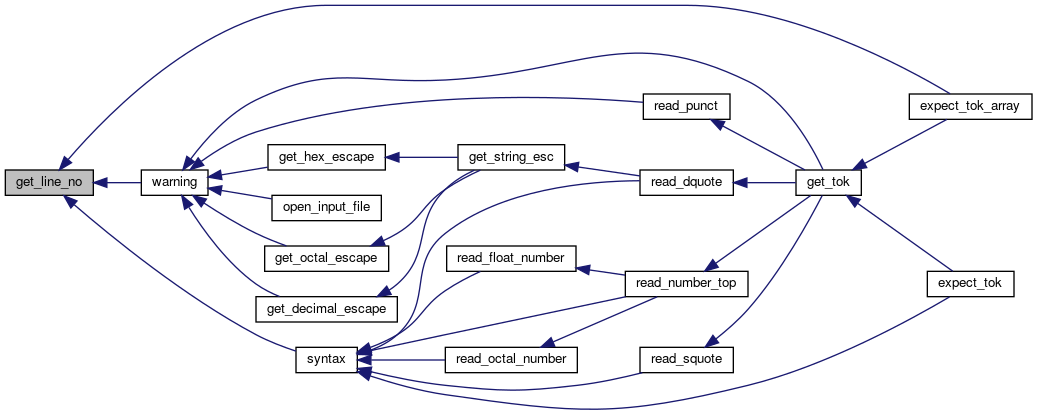 get_line_no
warning
syntax
get_hex_escape
open_input_file
get_octal_escape
get_decimal_escape
get_string_esc
read_float_number
read_octal_number
read_punct
read_dquote
read_number_top
read_squote
get_tok
expect_tok_array
expect_tok